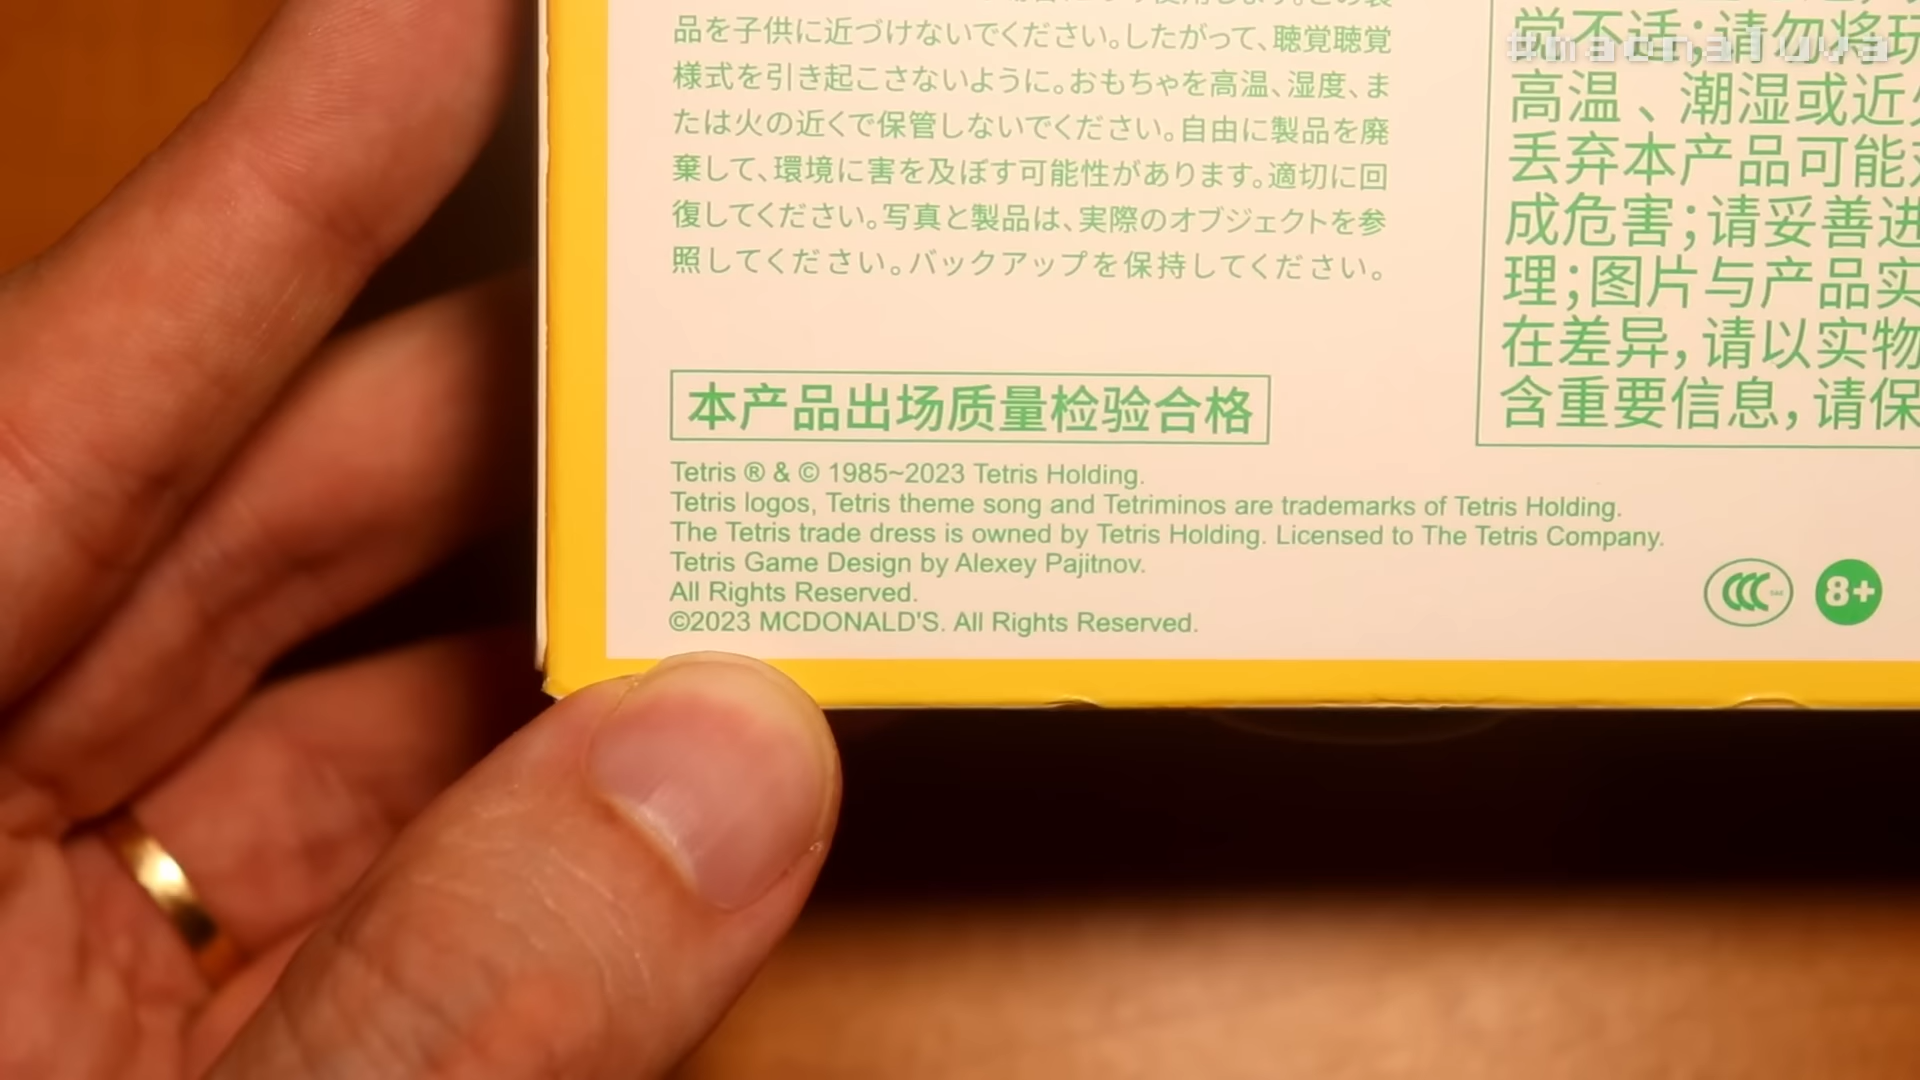 品を子供に近づけないでください。したがって、聴覚聴覚
様式を引き起こさないように。おもちゃを高温、湿度、ま
たは火の近くで保管しないでください。自由に製品を廃
棄して、環境に害を及ぼす可能性があります。適切に回
復してください。写真と製品は、実際のオブジェクトを参
照してください。バックアップを保持してください。
觉不适；请勿将玩
高温、潮湿或近火
丢弃本产品可能
成危害；请妥善进
理；图片与产品实
在差异，请以实物
含重要信息，请保
本产品出场质量检验合格
Tetris ® & © 1985~2023 Tetris Holding.
Tetris logos, Tetris theme song and Tetriminos are trademarks of Tetris Holding.
The Tetris trade dress is owned by Tetris Holding. Licensed to The Tetris Company.
Tetris Game Design by Alexey Pajitnov.
All Rights Reserved.
©2023 MCDONALD'S. All Rights Reserved.
CCC
8+